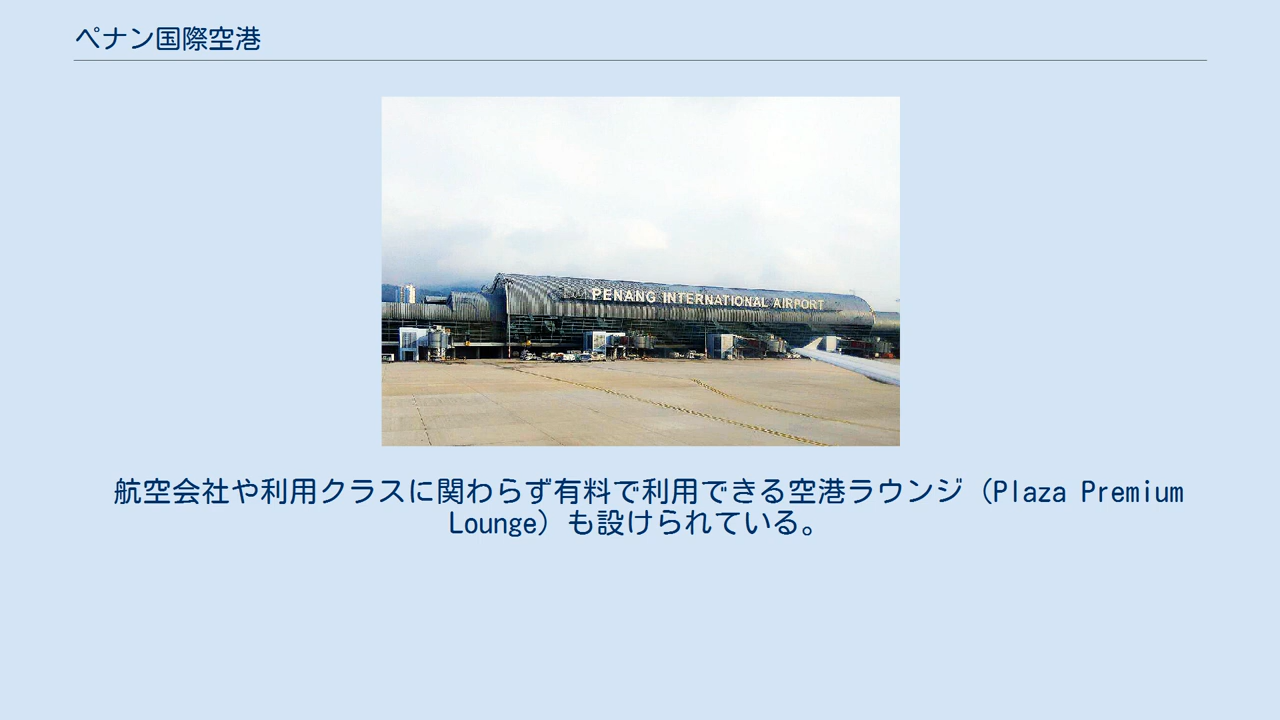 ペナン国際空港
PENANG INTERNATIONAL AIRPORT
航空会社や利用クラスに関わらず有料で利用できる空港ラウンジ（Plaza Premium
Lounge）も設けられている。